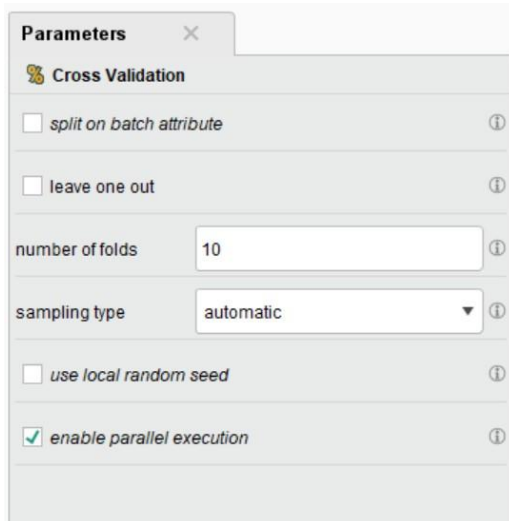 Parameters
Cross Validation
split on batch attribute
leave one out
number of folds 10
sampling type automatic
use local random seed
enable parallel execution